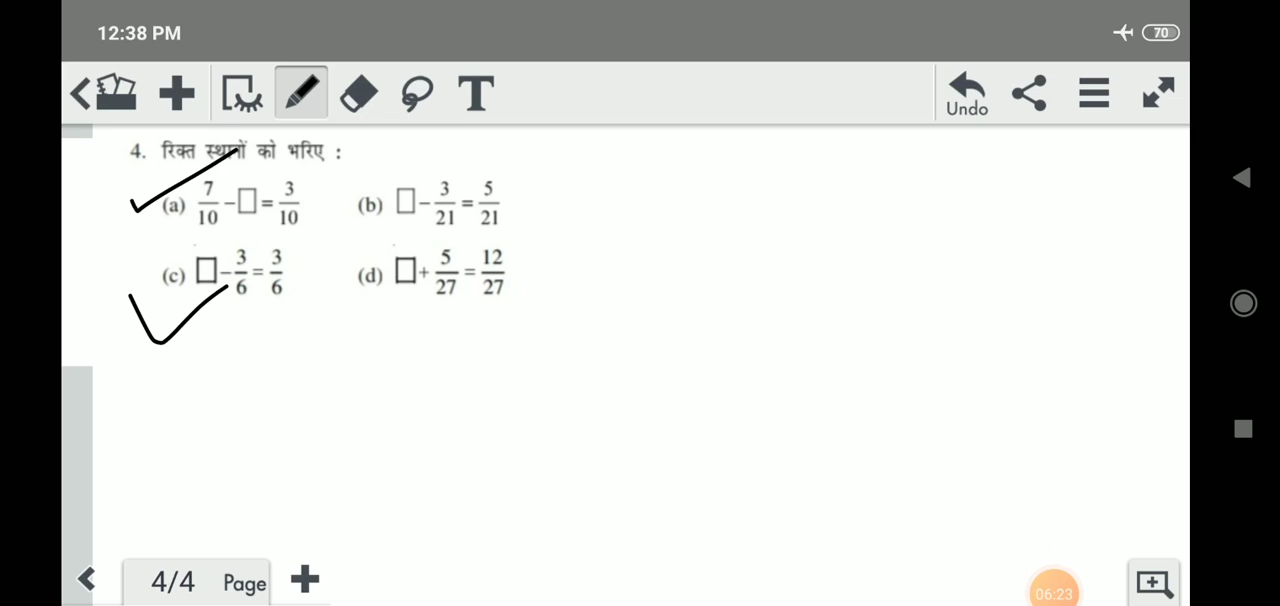 12:38 PM
70
T
Undo
4. रिक्त स्थानों को भरिए :
(a) 7/10 - □ = 3/10 (b) □ - 3/21 = 5/21
(c) □ - 3/6 = 3/6 (d) □ + 5/27 = 12/27
4/4 Page
06:23